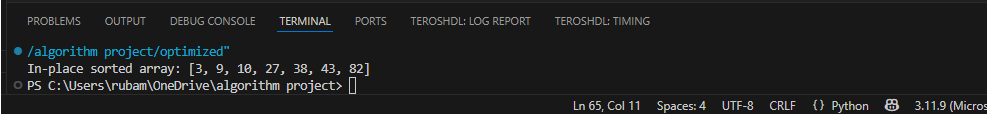 PROBLEMS OUTPUT DEBUG CONSOLE TERMINAL PORTS TEROSHDL: LOG REPORT TEROSHDL: TIMING
/algorithm project/optimized"
In-place sorted array: [3, 9, 10, 27, 38, 43, 82]
PS C:\Users\rubam\OneDrive\algorithm project>
Ln 65, Col 11 Spaces: 4 UTF-8 CRLF {} Python 3.11.9 (Micros